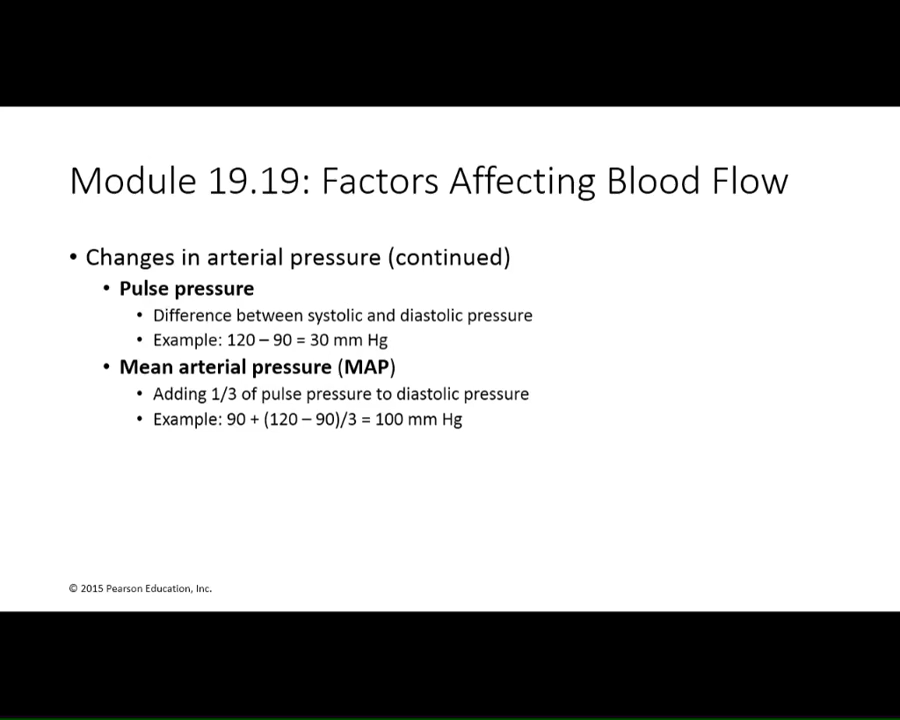 Module 19.19: Factors Affecting Blood Flow
• Changes in arterial pressure (continued)
• Pulse pressure
• Difference between systolic and diastolic pressure
• Example: 120 – 90 = 30 mm Hg
• Mean arterial pressure (MAP)
• Adding 1/3 of pulse pressure to diastolic pressure
• Example: 90 + (120 – 90)/3 = 100 mm Hg
© 2015 Pearson Education, Inc.